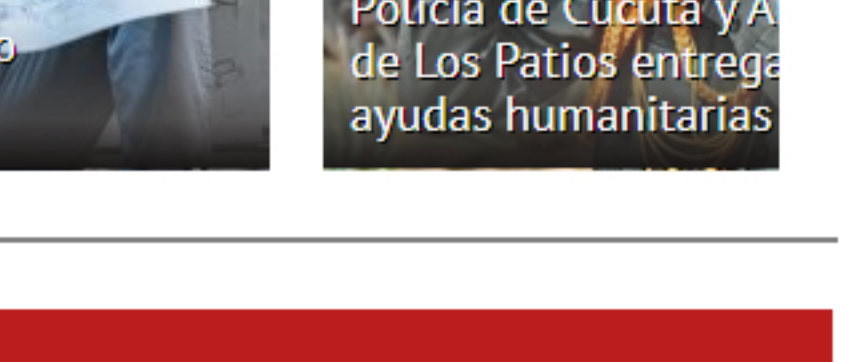 o
Policía de Cúcuta y A
de Los Patios entrega
ayudas humanitarias